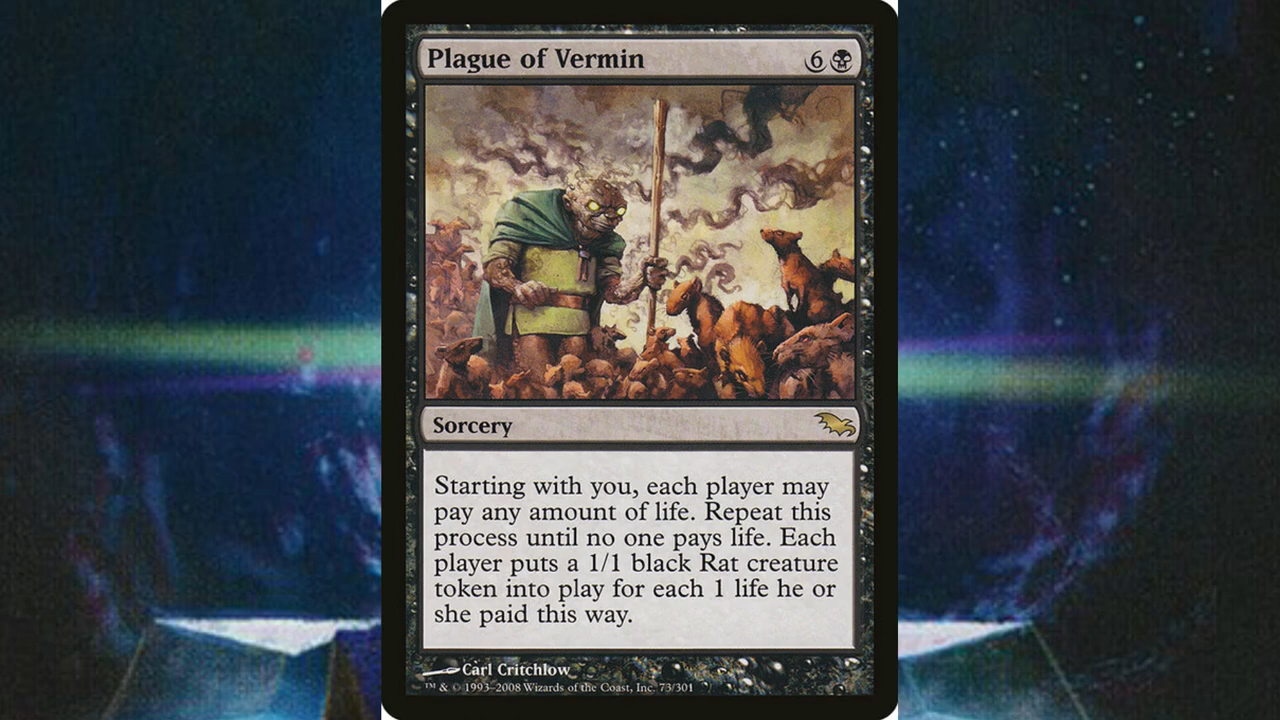 Plague of Vermin 6
Sorcery
Starting with you, each player may
pay any amount of life. Repeat this
process until no one pays life. Each
player puts a 1/1 black Rat creature
token into play for each 1 life he or
she paid this way.
Carl Critchlow
™ & © 1993–2008 Wizards of the Coast, Inc. 73/301